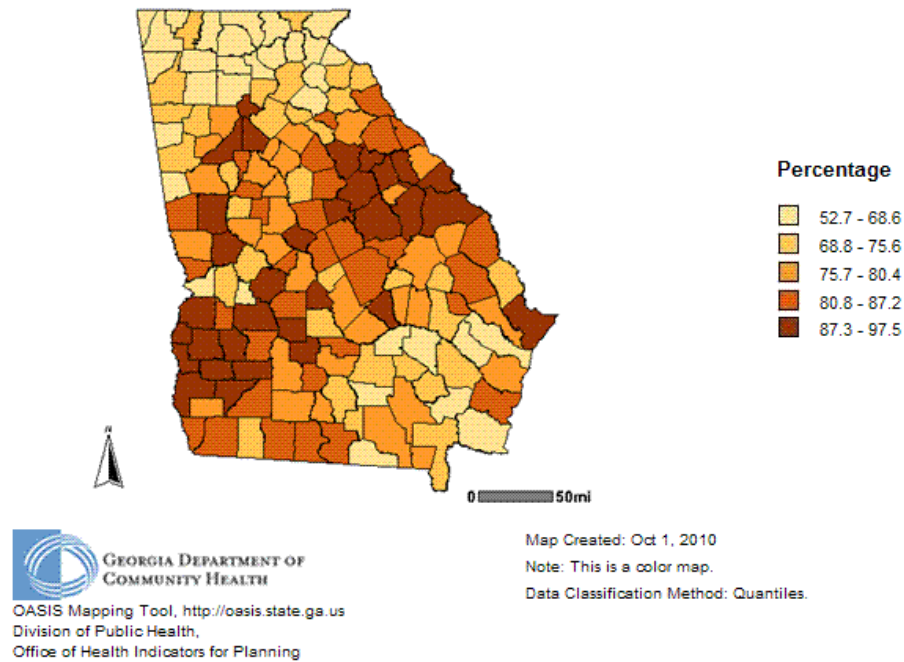 Percentage
52.7 - 68.6
68.8 - 75.6
75.7 - 80.4
80.8 - 87.2
87.3 - 97.5
N
0 50mi
GEORGIA DEPARTMENT OF
COMMUNITY HEALTH
OASIS Mapping Tool, http://oasis.state.ga.us
Division of Public Health,
Office of Health Indicators for Planning
Map Created: Oct 1, 2010
Note: This is a color map.
Data Classification Method: Quantiles.